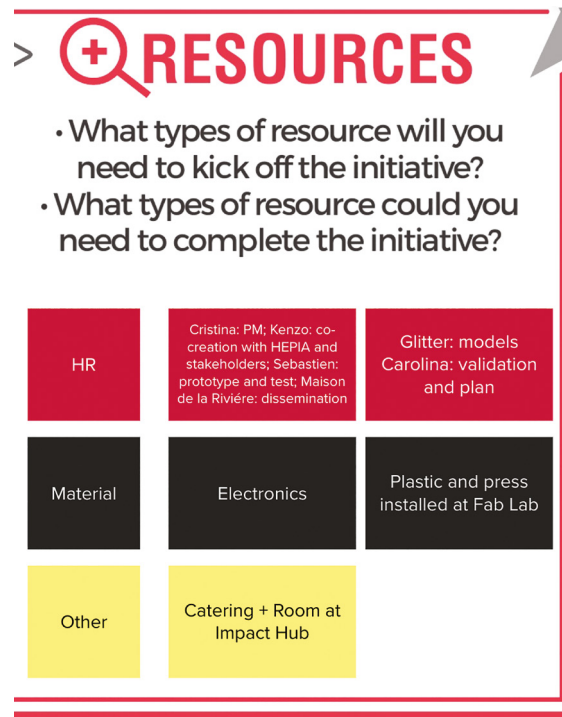 RESOURCES
• What types of resource will you
need to kick off the initiative?
• What types of resource could you
need to complete the initiative?
HR
Cristina: PM; Kenzo: co-
creation with HEPIA and
stakeholders; Sebastien:
prototype and test; Maison
de la Riviére: dissemination
Glitter: models
Carolina: validation
and plan
Material
Electronics
Plastic and press
installed at Fab Lab
Other
Catering + Room at
Impact Hub